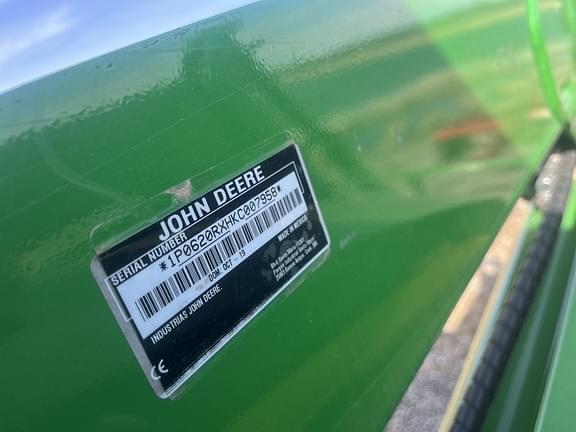 JOHN DEERE
SERIAL NUMBER
*1P0620RXHKC007958*
DOM OCT - 19
INDUSTRIAS JOHN DEERE
MADE IN MEXICO
CE